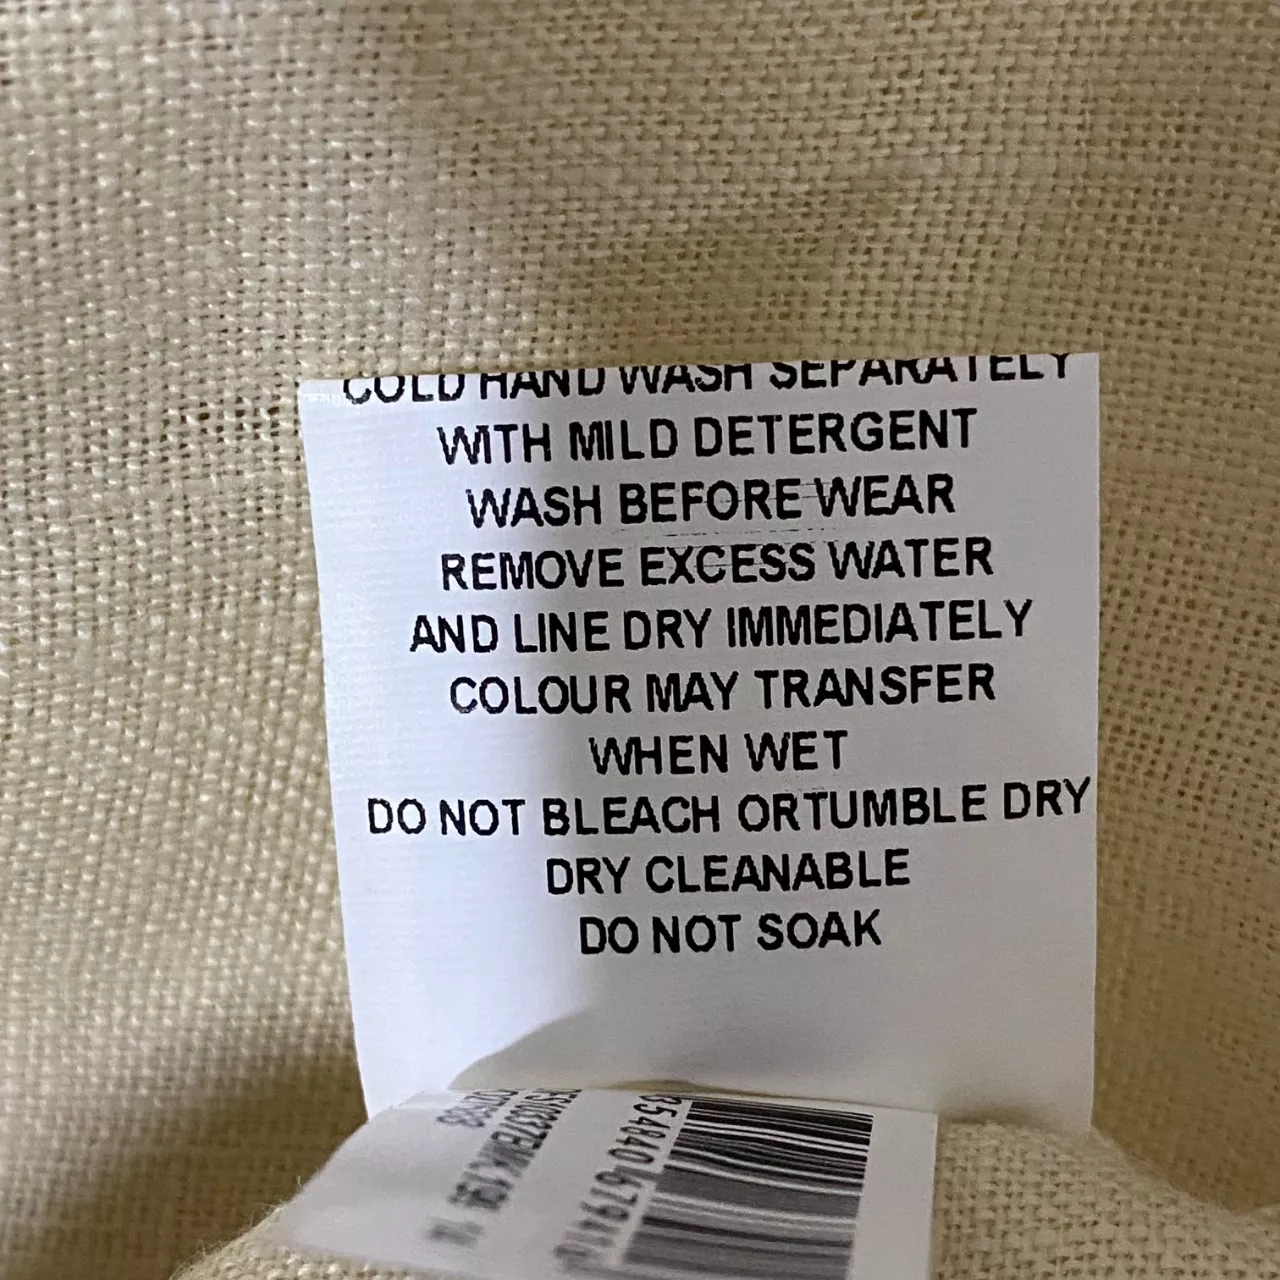 COLD HAND WASH SEPARATELY
WITH MILD DETERGENT
WASH BEFORE WEAR
REMOVE EXCESS WATER
AND LINE DRY IMMEDIATELY
COLOUR MAY TRANSFER
WHEN WET
DO NOT BLEACH ORTUMBLE DRY
DRY CLEANABLE
DO NOT SOAK